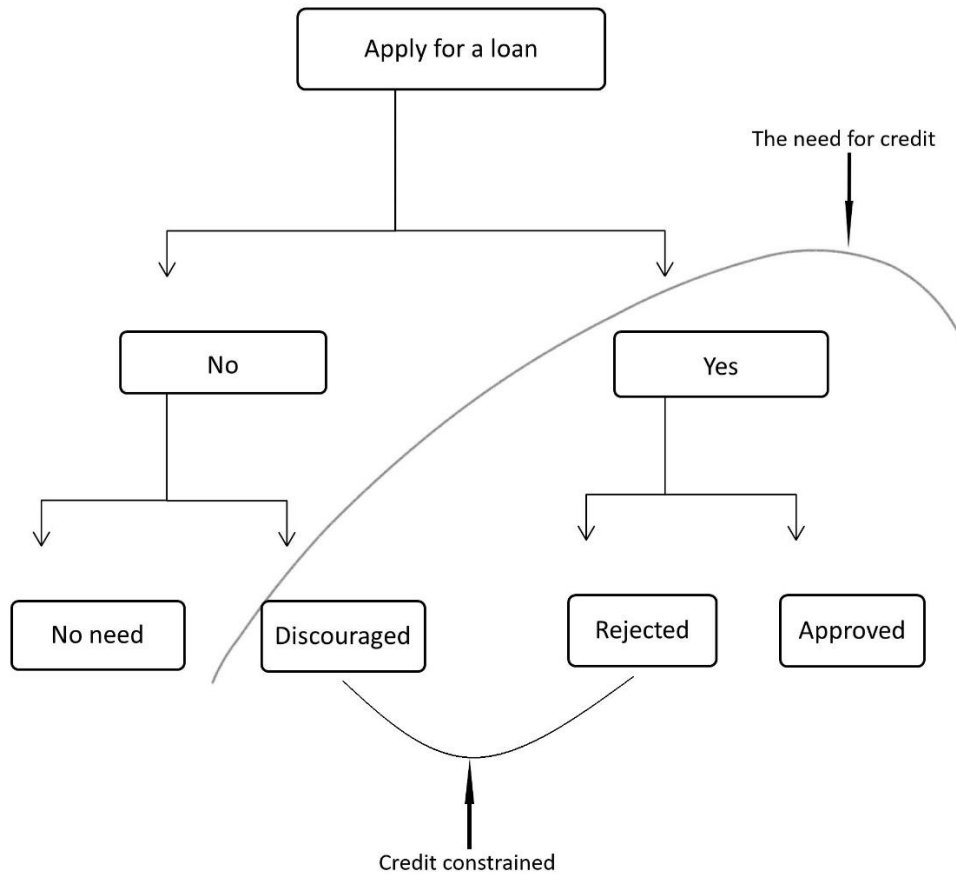 Apply for a loan
The need for credit
No
Yes
No need
Discouraged
Rejected
Approved
Credit constrained